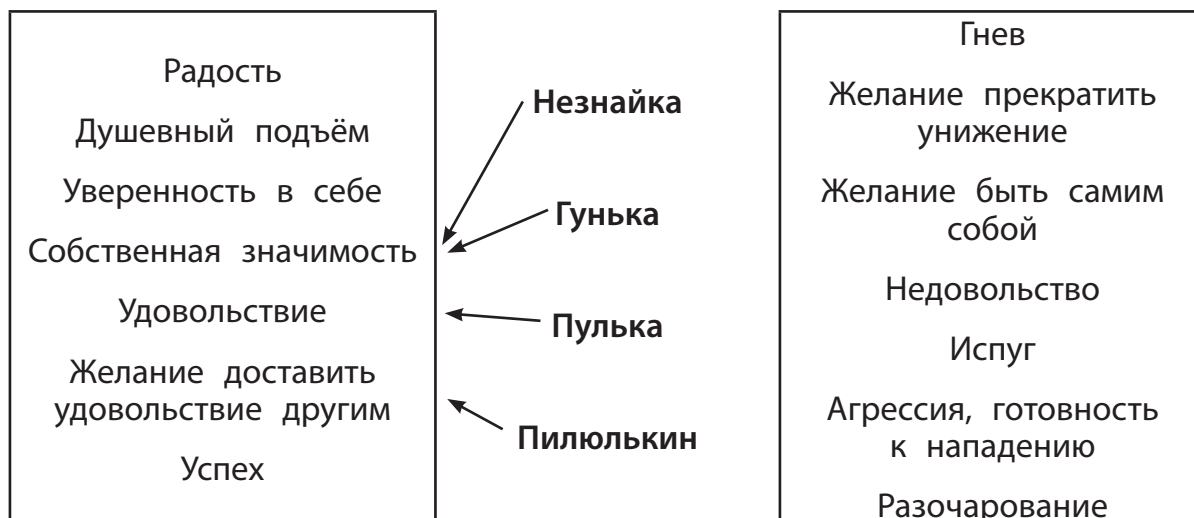 Радость
Душевный подъём
Уверенность в себе
Собственная значимость
Удовольствие
Желание доставить
удовольствие другим
Успех
Незнайка
Гунька
Пулька
Пилюлькин
Гнев
Желание прекратить
унижение
Желание быть самим
собой
Недовольство
Испуг
Агрессия, готовность
к нападению
Разочарование